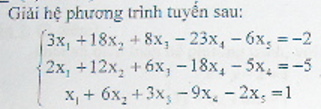 Giải hệ phương trình tuyến sau:
3x₁ + 18x₂ + 8x₃ − 23x₄ − 6x₅ = −2
2x₁ + 12x₂ + 6x₃ − 18x₄ − 5x₄ = −5
x₁ + 6x₂ + 3x₃ − 9x₄ − 2x₅ = 1